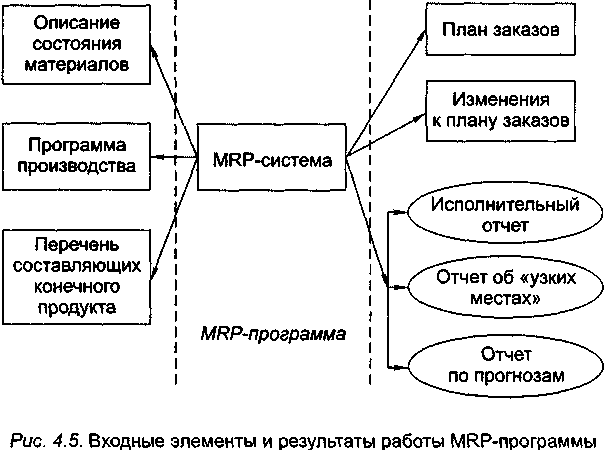 Описание
состояния
материалов
Программа
производства
Перечень
составляющих
конечного
продукта
MRP-система
MRP-программа
План заказов
Изменения
к плану заказов
Исполнительный
отчет
Отчет об «узких
местах»
Отчет
по прогнозам
Рис. 4.5. Входные элементы и результаты работы MRP-программы